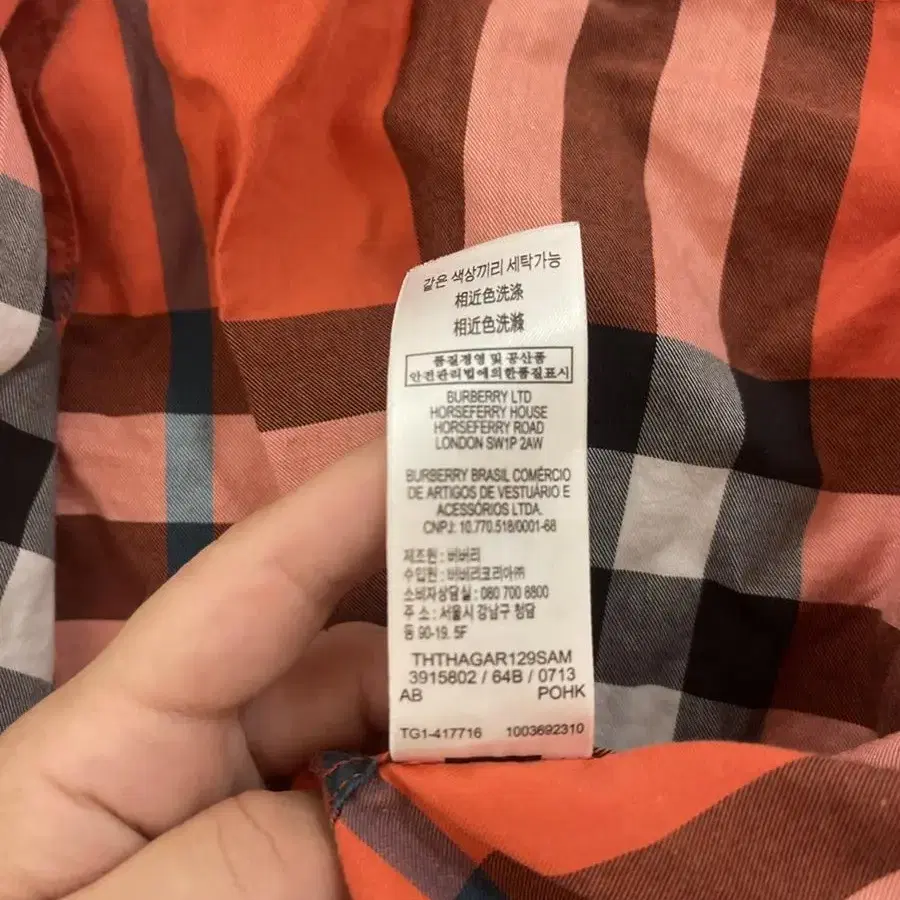 같은 색상끼리 세탁가능
相近色洗涤
相近色洗滌
품질경영 및 공산품
안전관리법에의한품질표시
BURBERRY LTD
HORSEFERRY HOUSE
HORSEFERRY ROAD
LONDON SW1P 2AW
BURBERRY BRASIL COMÉRCIO
DE ARTIGOS DE VESTUÁRIO E
ACESSÓRIOS LTDA.
CNPJ: 10.770.518/0001-68
제조원 : 버버리
수입원 : 버버리코리아㈜
소비자상담실 : 080 700 8800
주 소 : 서울시 강남구 청담
동 90-19. 5F
THTHAGAR129SAM
3915802 / 64B / 0713
AB POHK
TG1-417716 1003692310